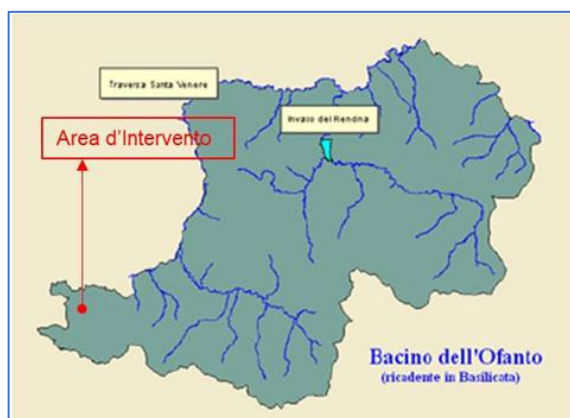 Traversa Santa Venere
Invaso del Rendina
Area d'Intervento
Bacino dell'Ofanto
(ricadente in Basilicata)